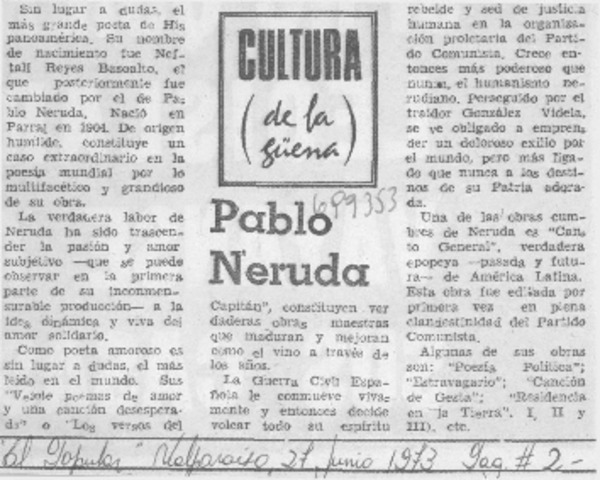 Sin lugar a dudas, el
más grande poeta de His
panoamérica. Su nombre
de nacimiento fue Nef-
talí Reyes Basoalto, el
que posteriormente fue
cambiado por el de Pa-
blo Neruda. Nació en
Parral en 1904. De origen
humilde, constituye un
caso extraordinario en la
poesía mundial por lo
multifacético y grandioso
de su obra.
La verdadera labor de
Neruda ha sido trascen-
der la pasión y amor
subjetivo —que se puede
observar en la primera
parte de su inconmen-
surable producción— a la
idea dinámica y viva del
amor solidario.
Como poeta amoroso es
sin lugar a dudas, el más
leído en el mundo. Sus
"Veinte poemas de amor
y una canción desespera-
da" o "Los versos del
CULTURA
(de la
güena)
699353
Pablo
Neruda
Capitán", constituyen ver
daderas obras maestras
que maduran y mejoran
como el vino a través de
los años.
La Guerra Civil Espa-
ñola le conmueve viva-
mente y entonces decide
volcar todo su espíritu
rebelde y sed de justicia
humana en la organiza-
ción proletaria del Parti-
do Comunista. Crece en-
tonces más poderoso que
nunca, el humanismo ne-
rudiano. Perseguido por el
traidor González Videla,
se ve obligado a empren-
der un doloroso exilio por
el mundo, pero más liga-
do que nunca a los desti-
nos de su Patria adora-
da.
Una de las obras cum-
bres de Neruda es "Can-
to General", verdadera
epopeya —pasada y futu-
ra— de América Latina.
Esta obra fue editada por
primera vez en plena
clandestinidad del Partido
Comunista.
Algunas de sus obras
son: "Poesía Política";
"Estravagario"; "Canción
de Gesta"; "Residencia
en la Tierra". I, II y
III), etc.
"El Popular" Valparaíso, 27, junio 1973 Pag. # 2 -